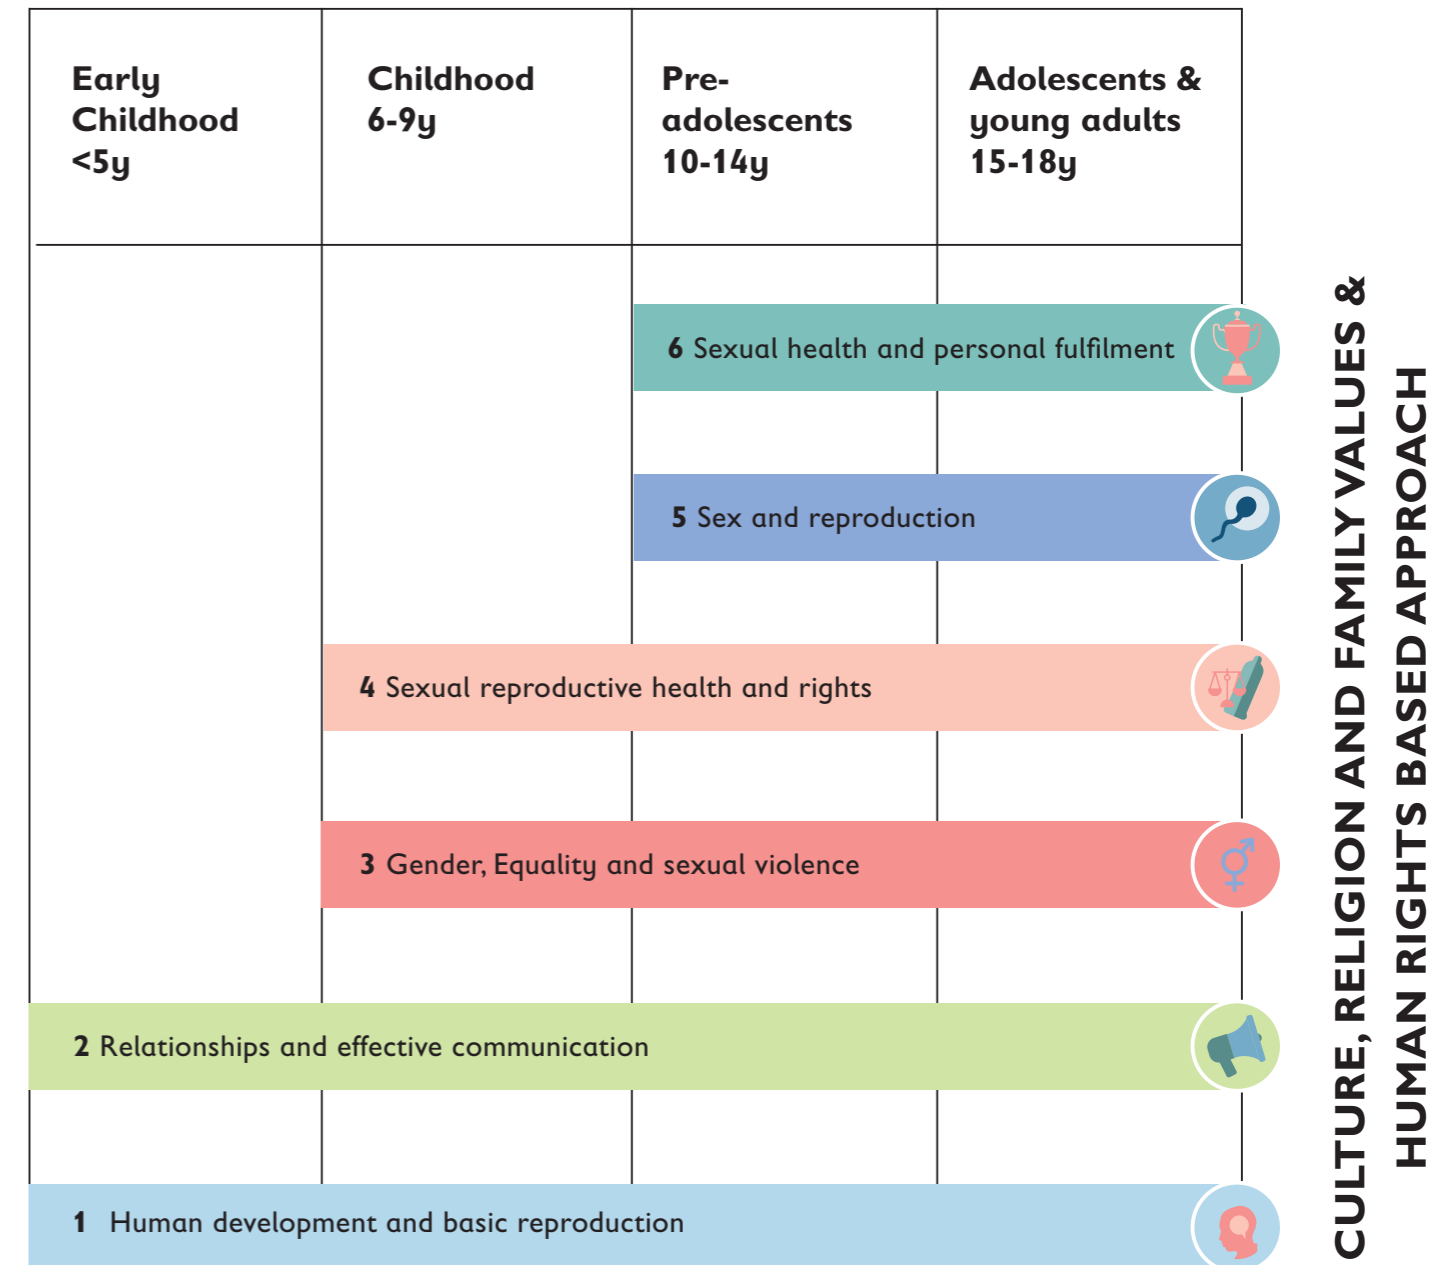 Early
Childhood
<5y
Childhood
6-9y
Pre-
adolescents
10-14y
Adolescents &
young adults
15-18y
6 Sexual health and personal fulfilment
5 Sex and reproduction
4 Sexual reproductive health and rights
3 Gender, Equality and sexual violence
2 Relationships and effective communication
1 Human development and basic reproduction
CULTURE, RELIGION AND FAMILY VALUES &
HUMAN RIGHTS BASED APPROACH